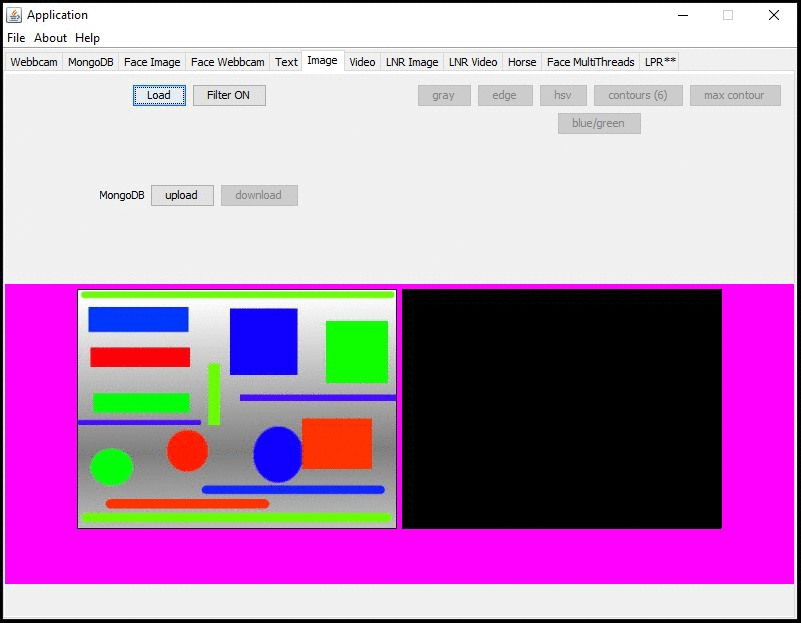 Application
File About Help
Webbcam MongoDB Face Image Face Webbcam Text Image Video LNR Image LNR Video Horse Face MultiThreads LPR**
Load Filter ON gray edge hsv contours (6) max contour
blue/green
MongoDB upload download